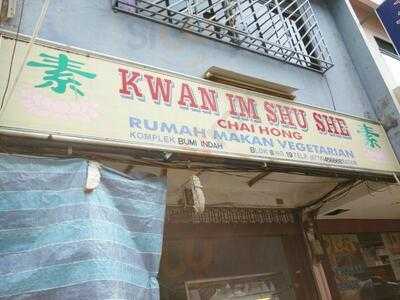 素 KWAN IM SHU SHE 素
CHAI HONG
RUMAH MAKAN VEGETARIAN
KOMPLEK BUMI INDAH